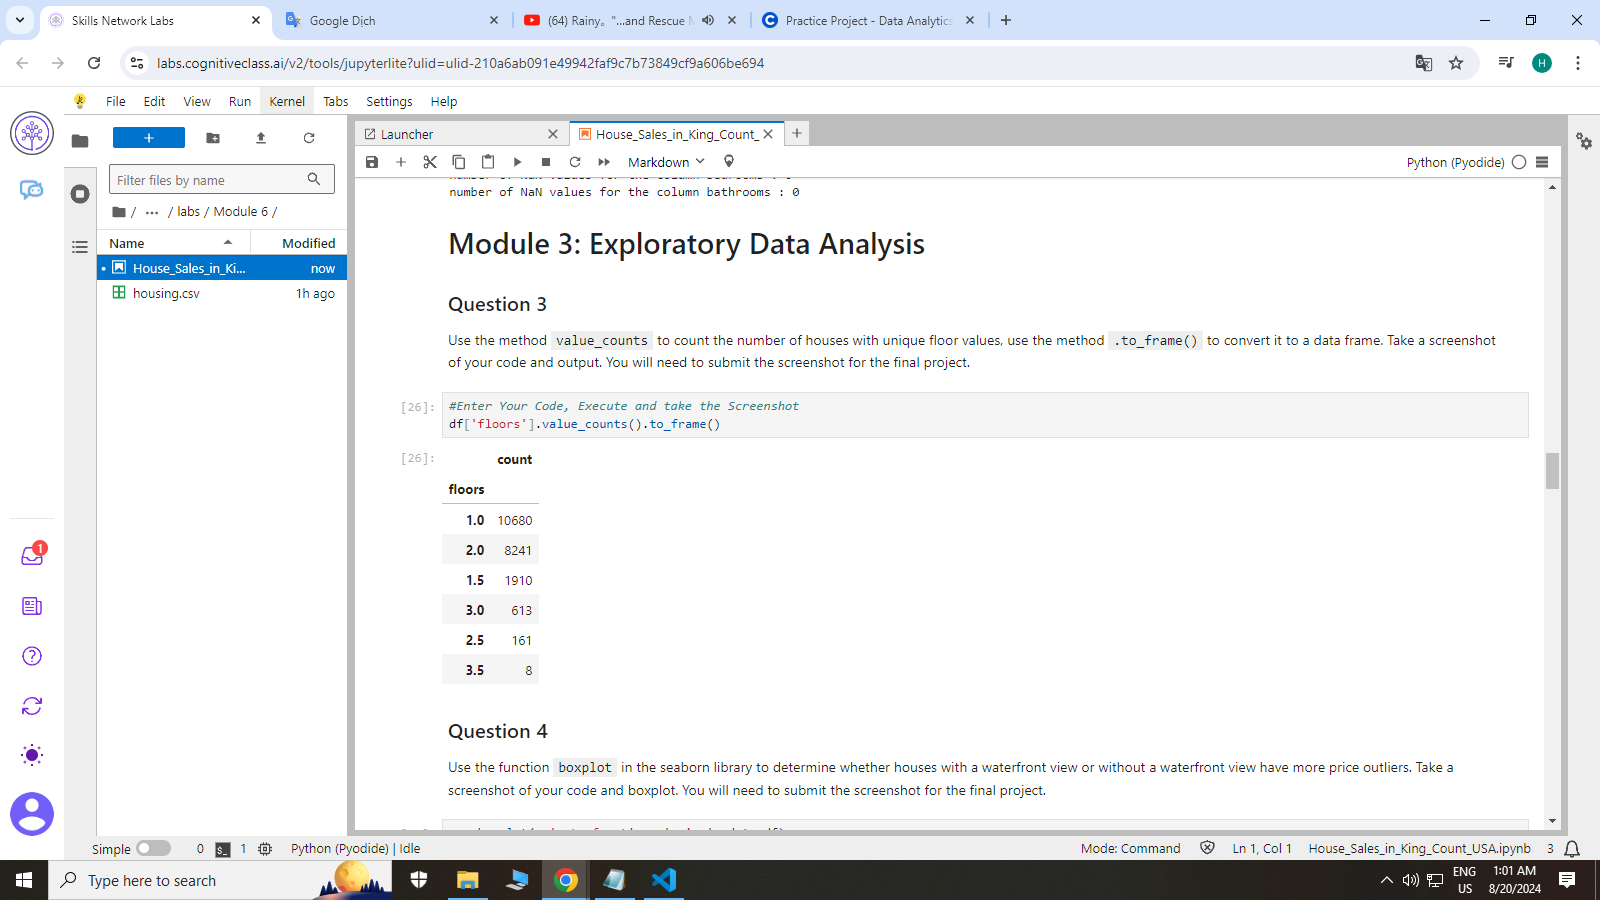 Skills Network Labs
Google Dịch
(64) Rainy。"...and Rescue
Practice Project - Data Analytics
labs.cognitiveclass.ai/v2/tools/jupyterlite?ulid=ulid-210a6ab091e49942faf9c7b73849cf9a606be694
H
File Edit View Run Kernel Tabs Settings Help
Launcher
House_Sales_in_King_Count_
Markdown
Python (Pyodide)
Filter files by name
/ ... / labs / Module 6 /
Name Modified
House_Sales_in_Ki... now
housing.csv 1h ago
number of NaN values for the column bathrooms : 0
Module 3: Exploratory Data Analysis
Question 3
Use the method value_counts to count the number of houses with unique floor values, use the method .to_frame() to convert it to a data frame. Take a screenshot
of your code and output. You will need to submit the screenshot for the final project.
[26]: #Enter Your Code, Execute and take the Screenshot
df['floors'].value_counts().to_frame()
[26]: count
floors
1.0 10680
2.0 8241
1.5 1910
3.0 613
2.5 161
3.5 8
Question 4
Use the function boxplot in the seaborn library to determine whether houses with a waterfront view or without a waterfront view have more price outliers. Take a
screenshot of your code and boxplot. You will need to submit the screenshot for the final project.
1
Simple 0 1 Python (Pyodide) | Idle
Mode: Command Ln 1, Col 1 House_Sales_in_King_Count_USA.ipynb 3
Type here to search
ENG
US
1:01 AM
8/20/2024